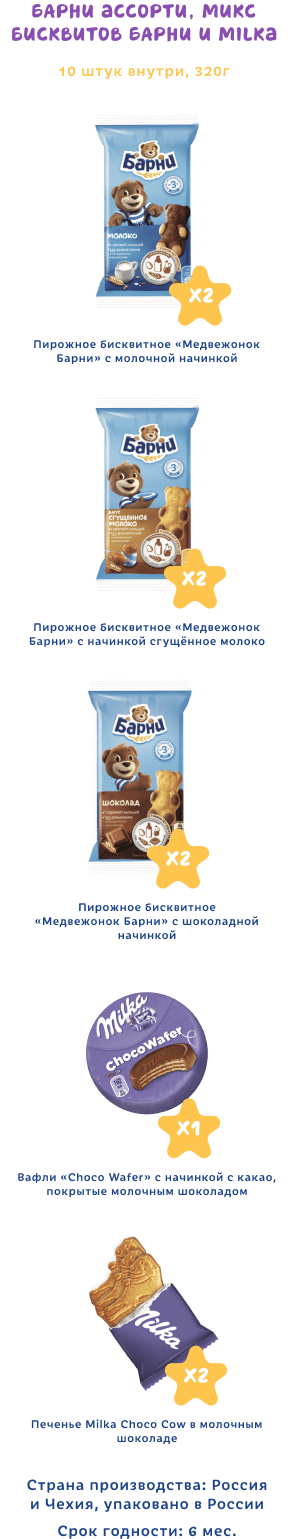 БАРНИ АССОРТИ, МИКС
БИСКВИТОВ БАРНИ И MILKA
10 штук внутри, 320г
Барни
МОЛОКО
X2
Пирожное бисквитное «Медвежонок
Барни» с молочной начинкой
Барни
ВКУС
СГУЩЕННОЕ
МОЛОКО
X2
Пирожное бисквитное «Медвежонок
Барни» с начинкой сгущённое молоко
Барни
ШОКОЛАД
X2
Пирожное бисквитное
«Медвежонок Барни» с шоколадной
начинкой
Milka
ChocoWafer
X1
Вафли «Choco Wafer» с начинкой с какао,
покрытые молочным шоколадом
Milka
X2
Печенье Milka Choco Cow в молочным
шоколаде
Страна производства: Россия
и Чехия, упаковано в России
Срок годности: 6 мес.